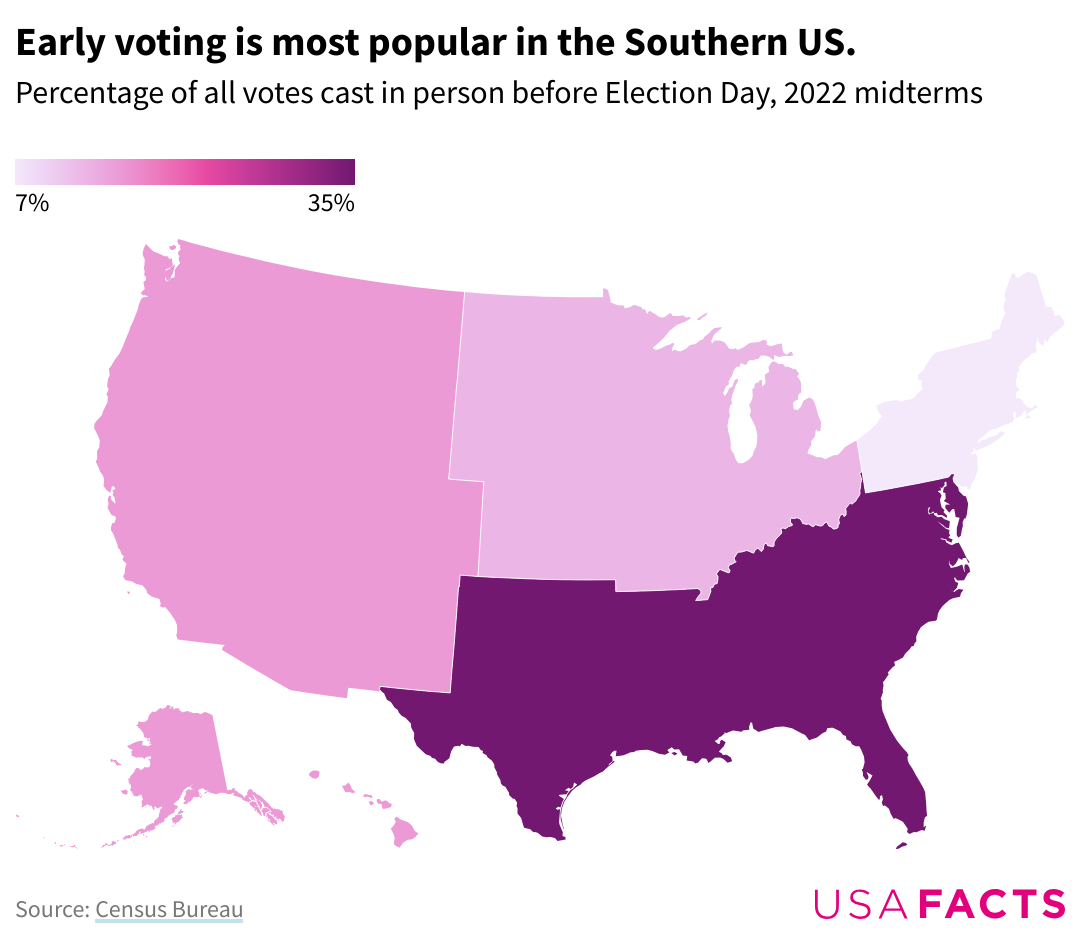 Early voting is most popular in the Southern US.
Percentage of all votes cast in person before Election Day, 2022 midterms
7% 35%
Source: Census Bureau
USAFACTS